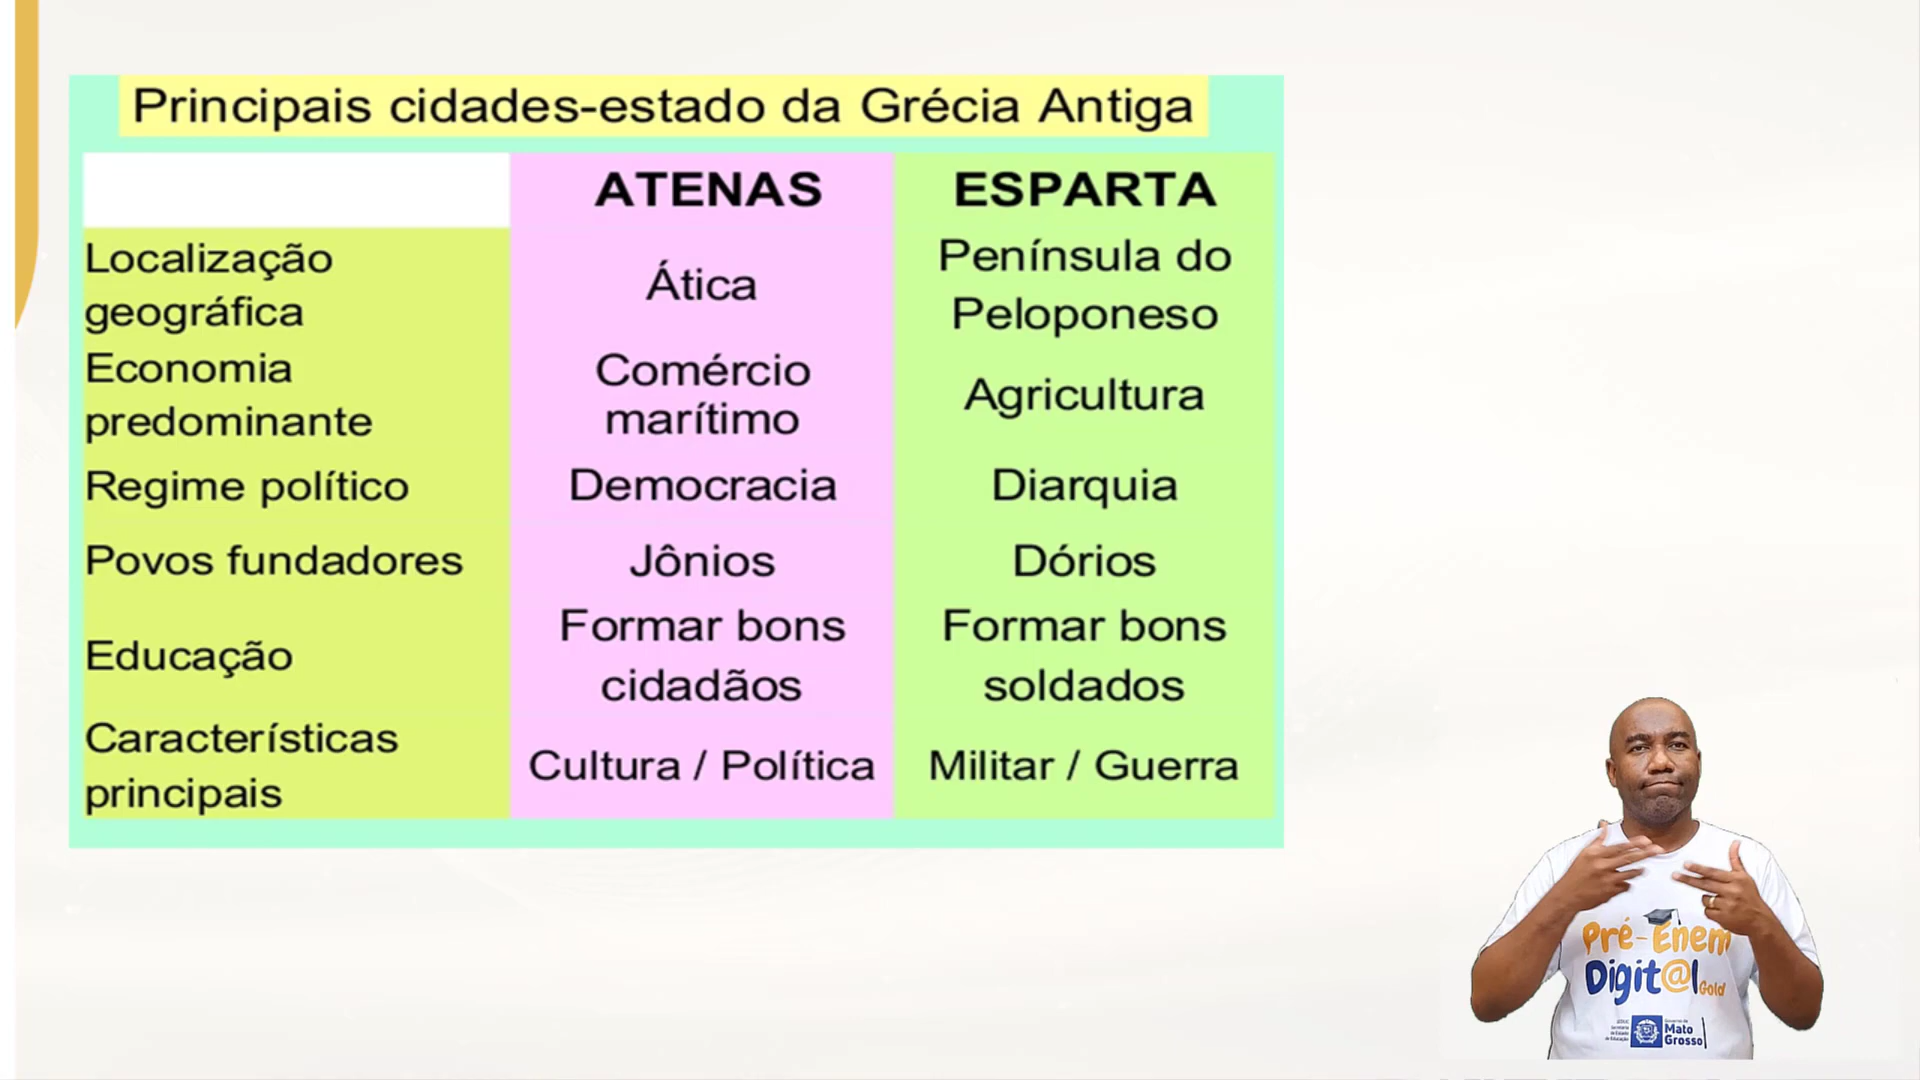 Principais cidades-estado da Grécia Antiga
ATENAS ESPARTA
Localização geográfica Ática Península do Peloponeso
Economia predominante Comércio marítimo Agricultura
Regime político Democracia Diarquia
Povos fundadores Jônios Dórios
Educação Formar bons cidadãos Formar bons soldados
Características principais Cultura / Política Militar / Guerra
Pré-Enem
Digit@l Gold
Mato
Grosso